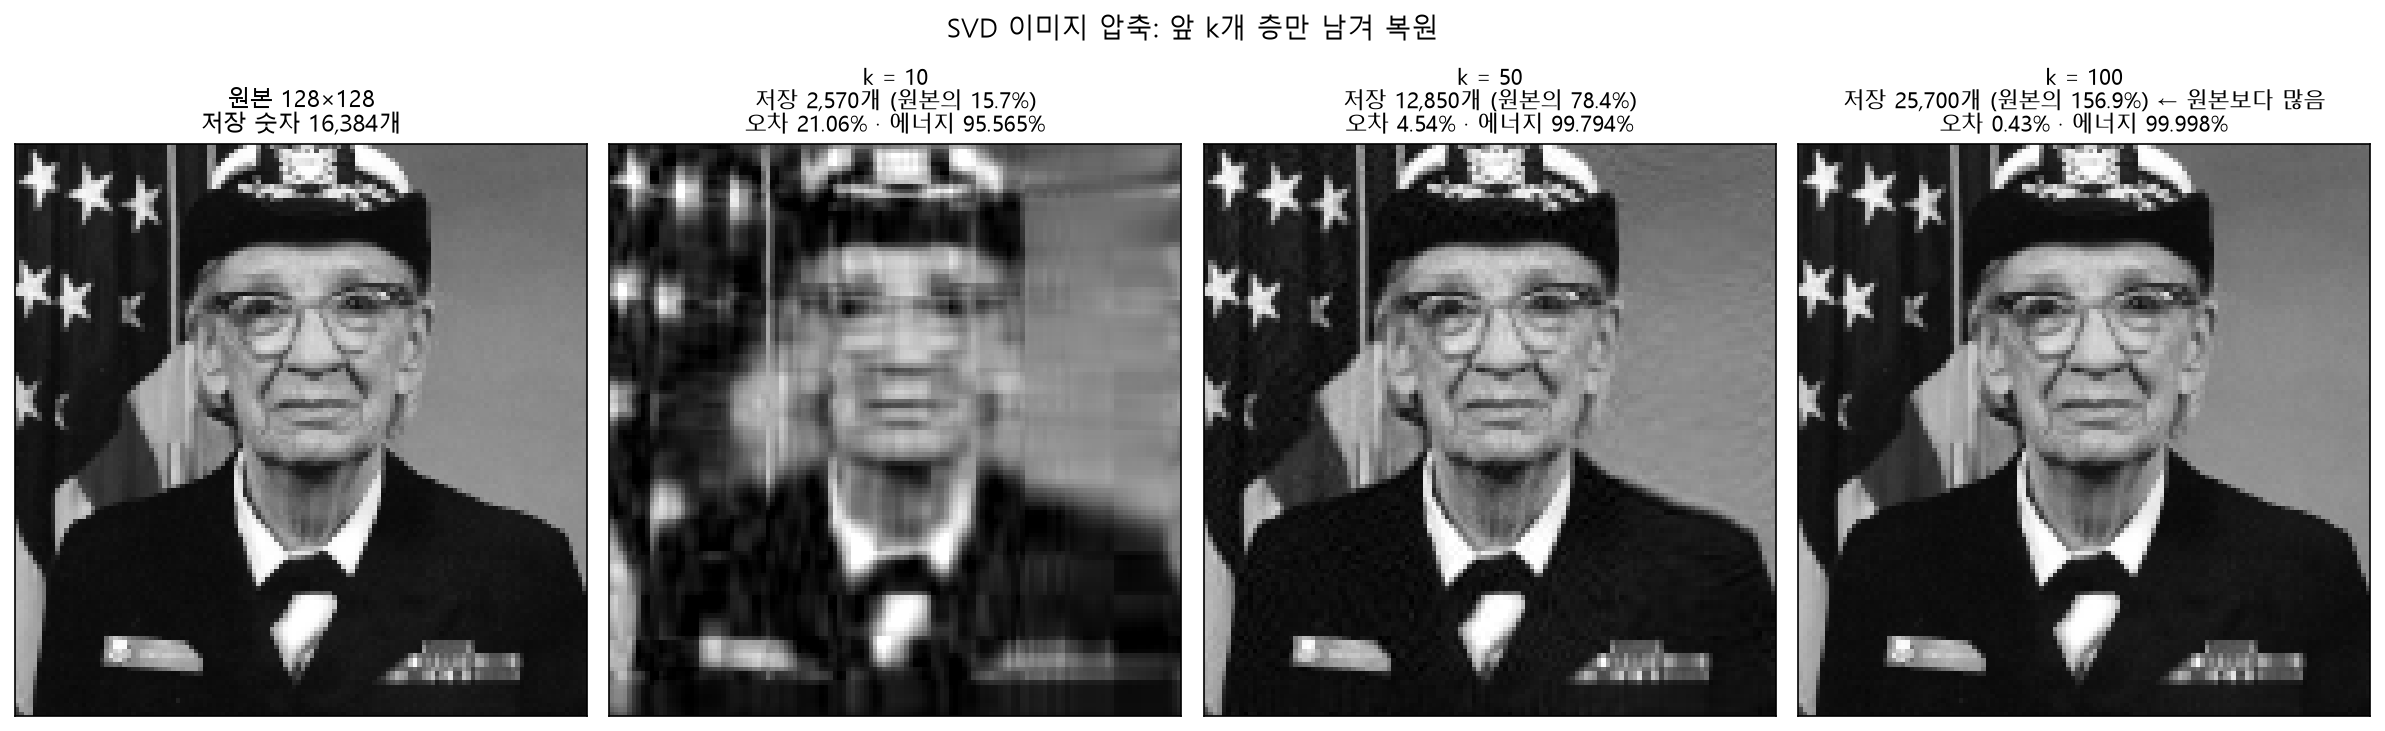 SVD 이미지 압축: 앞 k개 층만 남겨 복원
원본 128×128
저장 숫자 16,384개
k = 10
저장 2,570개 (원본의 15.7%)
오차 21.06% · 에너지 95.565%
k = 50
저장 12,850개 (원본의 78.4%)
오차 4.54% · 에너지 99.794%
k = 100
저장 25,700개 (원본의 156.9%) ← 원본보다 많음
오차 0.43% · 에너지 99.998%